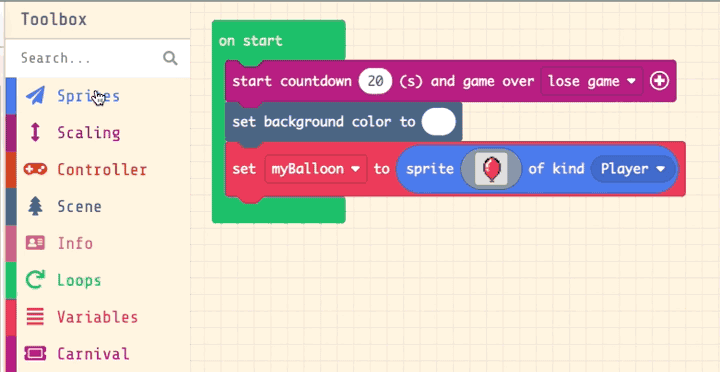 Toolbox
Search...
Sprites
Scaling
Controller
Scene
Info
Loops
Variables
Carnival
on start
start countdown 20 (s) and game over lose game
set background color to
set myBalloon to sprite of kind Player